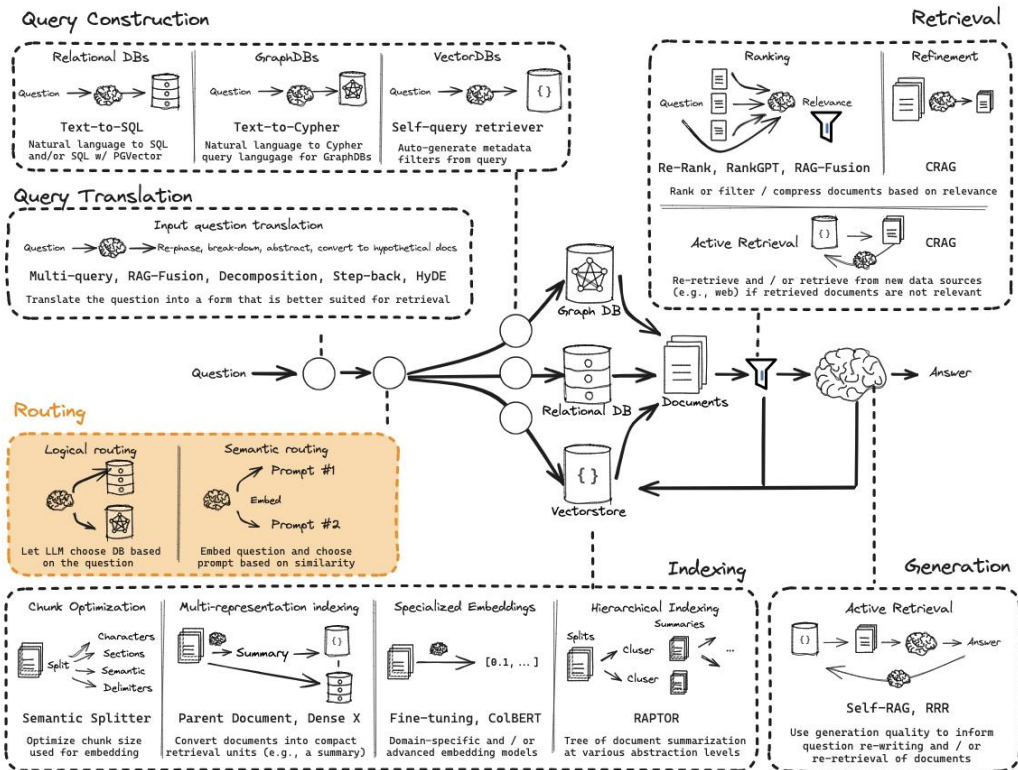 Query Construction
Relational DBs
Question
Text-to-SQL
Natural language to SQL
and/or SQL w/ PGVector
GraphDBs
Question
Text-to-Cypher
Natural language to Cypher
query langugage for GraphDBs
VectorDBs
Question
{ }
Self-query retriever
Auto-generate metadata
filters from query
Retrieval
Ranking
Question
Relevance
Re-Rank, RankGPT, RAG-Fusion
Refinement
CRAG
Rank or filter / compress documents based on relevance
Active Retrieval
{ }
CRAG
Re-retrieve and / or retrieve from new data sources
(e.g., web) if retrieved documents are not relevant
Query Translation
Input question translation
Question
Re-phase, break-down, abstract, convert to hypothetical docs
Multi-query, RAG-Fusion, Decomposition, Step-back, HyDE
Translate the question into a form that is better suited for retrieval
Question
Graph DB
Relational DB
{ }
Vectorstore
Documents
Answer
Routing
Logical routing
Let LLM choose DB based
on the question
Semantic routing
Prompt #1
Embed
Prompt #2
Embed question and choose
prompt based on similarity
Indexing
Chunk Optimization
Split
Characters
Sections
Semantic
Delimiters
Semantic Splitter
Optimize chunk size
used for embedding
Multi-representation indexing
Summary
{ }
Parent Document, Dense X
Convert documents into compact
retrieval units (e.g., a summary)
Specialized Embeddings
[0.1, ...]
Fine-tuning, ColBERT
Domain-specific and / or
advanced embedding models
Hierarchical Indexing
Summaries
Splits
Cluser
Cluser
...
RAPTOR
Tree of document summarization
at various abstraction levels
Generation
Active Retrieval
{ }
Answer
Self-RAG, RRR
Use generation quality to inform
question re-writing and / or
re-retrieval of documents